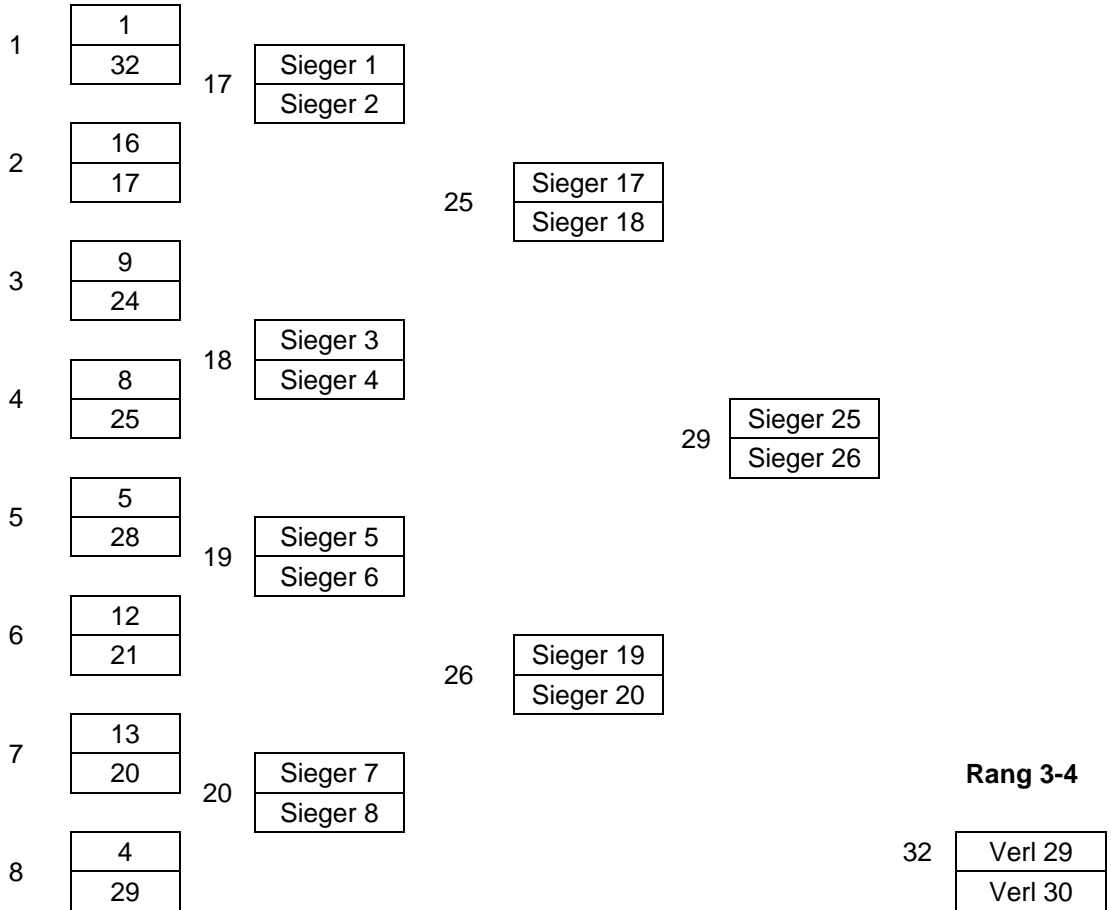 1
1
32
17
Sieger 1
Sieger 2
2
16
17
25
Sieger 17
Sieger 18
3
9
24
18
Sieger 3
Sieger 4
4
8
25
29
Sieger 25
Sieger 26
5
5
28
19
Sieger 5
Sieger 6
6
12
21
26
Sieger 19
Sieger 20
7
13
20
20
Sieger 7
Sieger 8
Rang 3-4
8
4
29
32
Verl 29
Verl 30